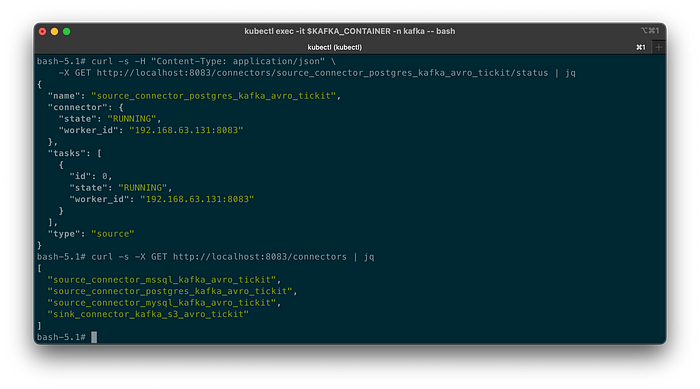 kubectl exec -it $KAFKA_CONTAINER -n kafka -- bash
⌥⌘1
kubectl (kubectl)
⌘1 +
bash-5.1# curl -s -H "Content-Type: application/json" \
    -X GET http://localhost:8083/connectors/source_connector_postgres_kafka_avro_tickit/status | jq
{
  "name": "source_connector_postgres_kafka_avro_tickit",
  "connector": {
    "state": "RUNNING",
    "worker_id": "192.168.63.131:8083"
  },
  "tasks": [
    {
      "id": 0,
      "state": "RUNNING",
      "worker_id": "192.168.63.131:8083"
    }
  ],
  "type": "source"
}
bash-5.1# curl -s -X GET http://localhost:8083/connectors | jq
[
  "source_connector_mssql_kafka_avro_tickit",
  "source_connector_postgres_kafka_avro_tickit",
  "source_connector_mysql_kafka_avro_tickit",
  "sink_connector_kafka_s3_avro_tickit"
]
bash-5.1#